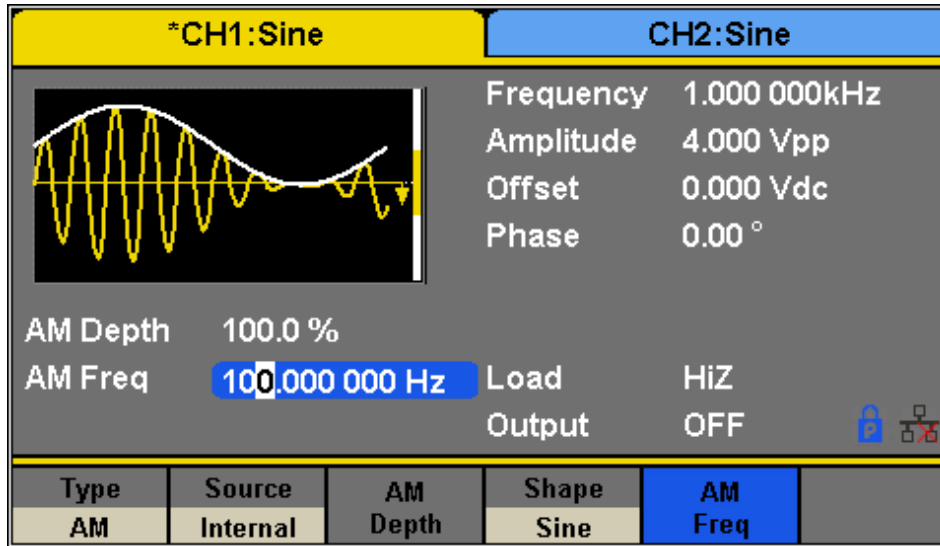 *CH1:Sine CH2:Sine
Frequency 1.000 000kHz
Amplitude 4.000 Vpp
Offset 0.000 Vdc
Phase 0.00 °
AM Depth 100.0 %
AM Freq 100.000 000 Hz Load HiZ
Output OFF P
Type Source AM Shape AM
AM Internal Depth Sine Freq